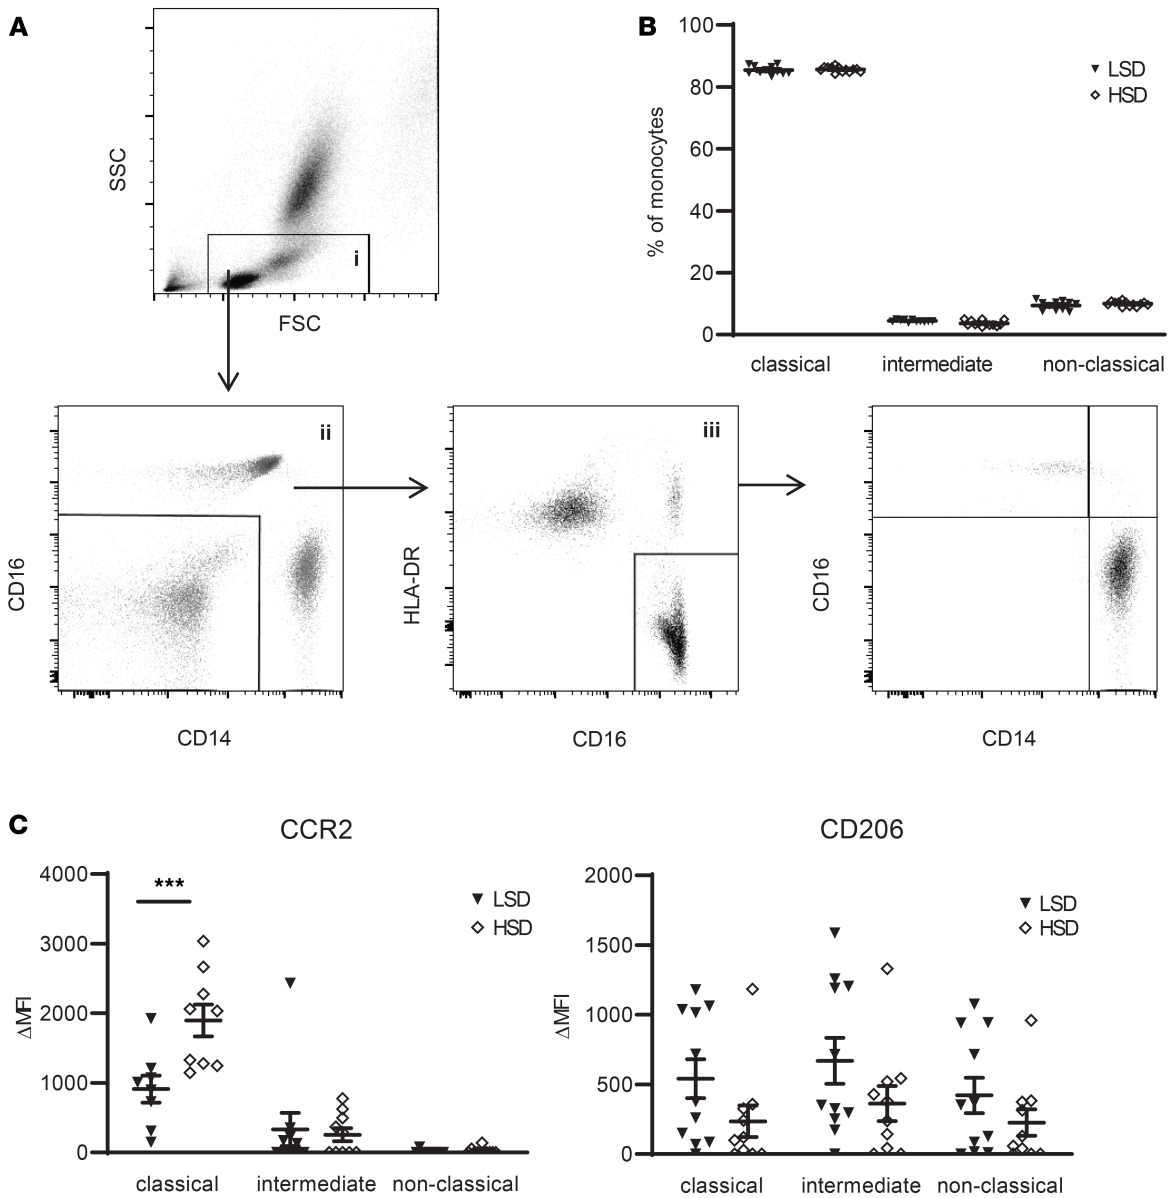 A
SSC
i
FSC
B
100
80
60
40
20
0
% of monocytes
LSD
HSD
classical intermediate non-classical
ii
CD16
CD14
iii
HLA-DR
CD16
CD16
CD14
C
CCR2
4000
3000
2000
1000
0
ΔMFI
***
LSD
HSD
classical intermediate non-classical
CD206
2000
1500
1000
500
0
ΔMFI
LSD
HSD
classical intermediate non-classical